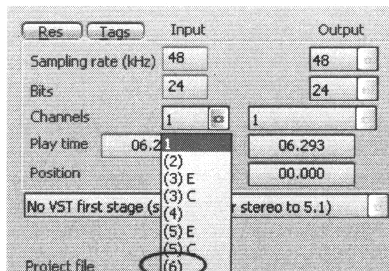 Res Tags Input Output
Sampling rate (kHz) 48 48
Bits 24 24
Channels 1 1
Play time 06.2 1 06.293
(2)
Position 00.000
(3) E
(3) C
No VST first stage (s r stereo to 5.1)
(4)
(5) E
(5) C
Project file (6)